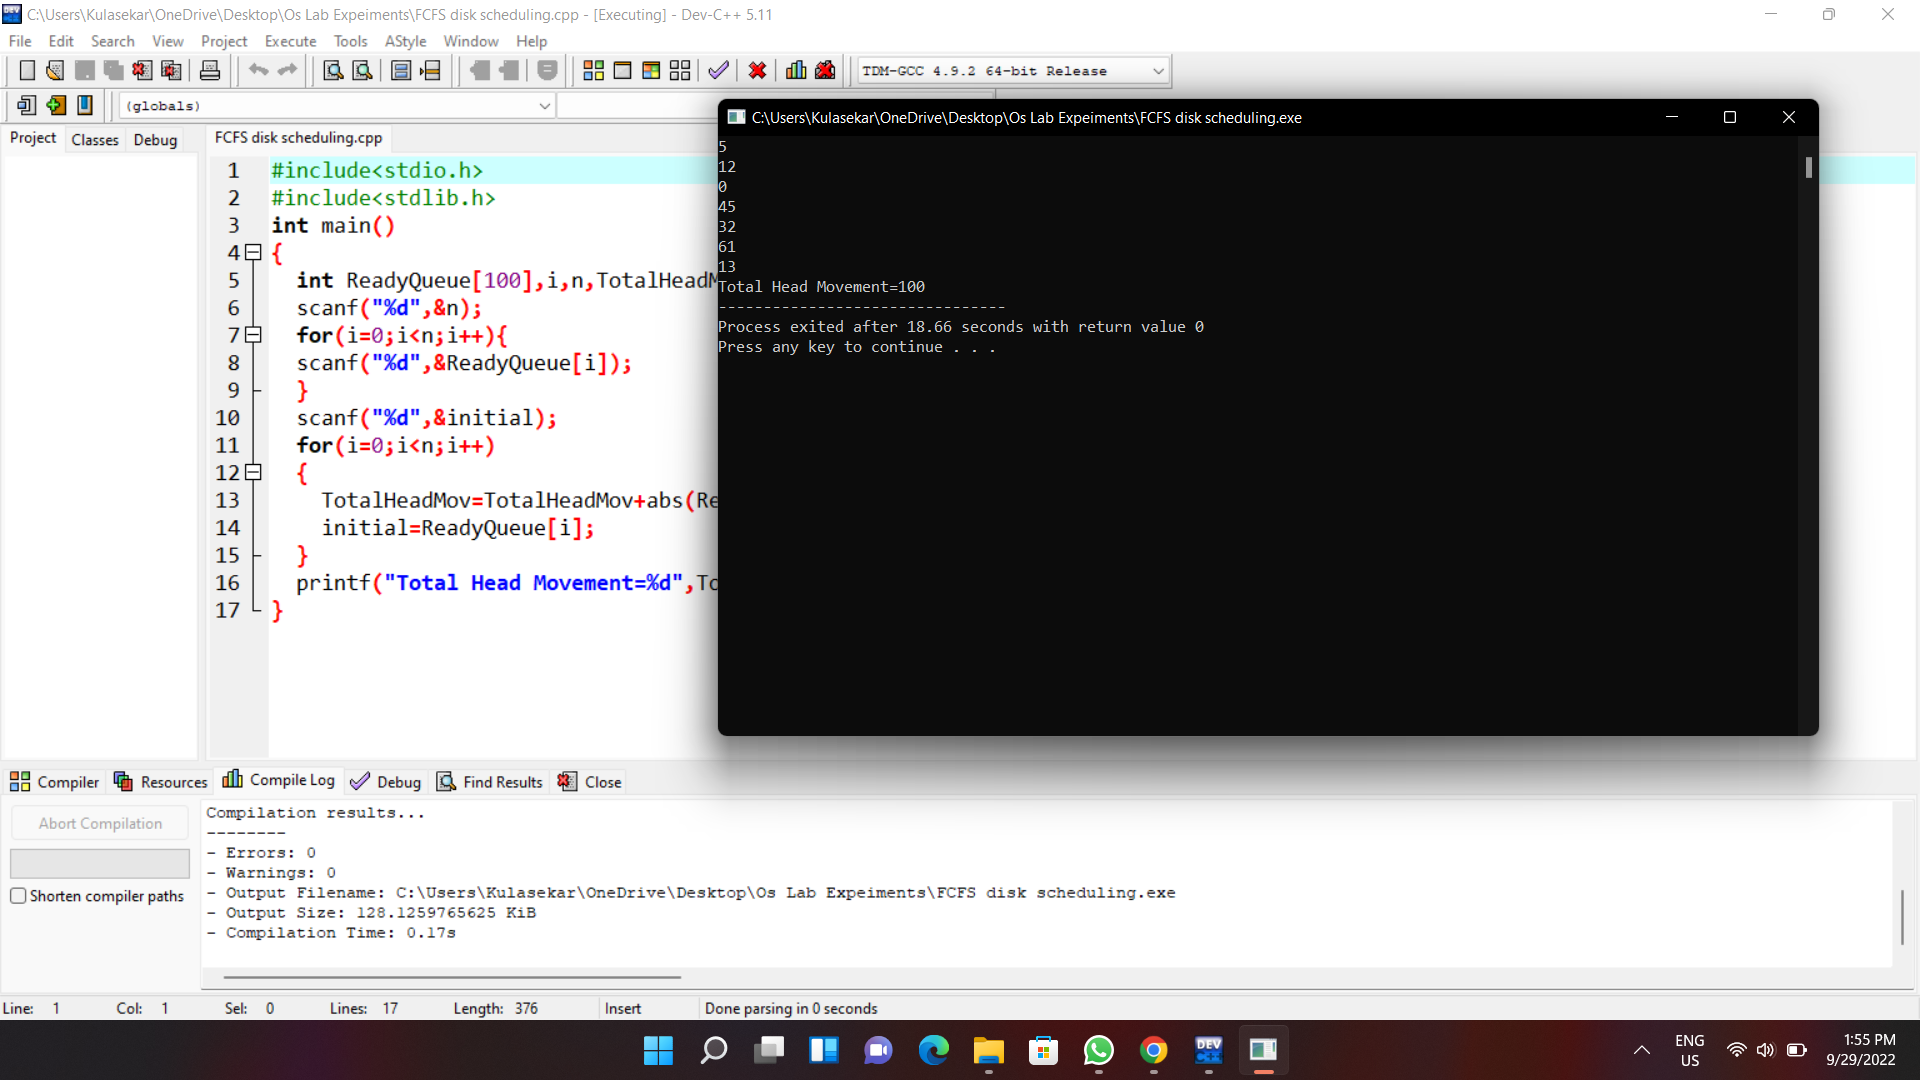 C:\Users\Kulasekar\OneDrive\Desktop\Os Lab Expeiments\FCFS disk scheduling.cpp - [Executing] - Dev-C++ 5.11
File Edit Search View Project Execute Tools AStyle Window Help
TDM-GCC 4.9.2 64-bit Release
(globals)
Project Classes Debug
FCFS disk scheduling.cpp
1 #include<stdio.h>
2 #include<stdlib.h>
3 int main()
4 {
5 int ReadyQueue[100],i,n,TotalHeadM
6 scanf("%d",&n);
7 for(i=0;i<n;i++){
8 scanf("%d",&ReadyQueue[i]);
9 }
10 scanf("%d",&initial);
11 for(i=0;i<n;i++)
12 {
13 TotalHeadMov=TotalHeadMov+abs(Re
14 initial=ReadyQueue[i];
15 }
16 printf("Total Head Movement=%d",To
17 }
C:\Users\Kulasekar\OneDrive\Desktop\Os Lab Expeiments\FCFS disk scheduling.exe
5
12
0
45
32
61
13
Total Head Movement=100
--------------------------------
Process exited after 18.66 seconds with return value 0
Press any key to continue . . .
Compiler Resources Compile Log Debug Find Results Close
Abort Compilation
Shorten compiler paths
Compilation results...
--------
- Errors: 0
- Warnings: 0
- Output Filename: C:\Users\Kulasekar\OneDrive\Desktop\Os Lab Expeiments\FCFS disk scheduling.exe
- Output Size: 128.1259765625 KiB
- Compilation Time: 0.17s
Line: 1 Col: 1 Sel: 0 Lines: 17 Length: 376 Insert Done parsing in 0 seconds
DEV
ENG
US
1:55 PM
9/29/2022